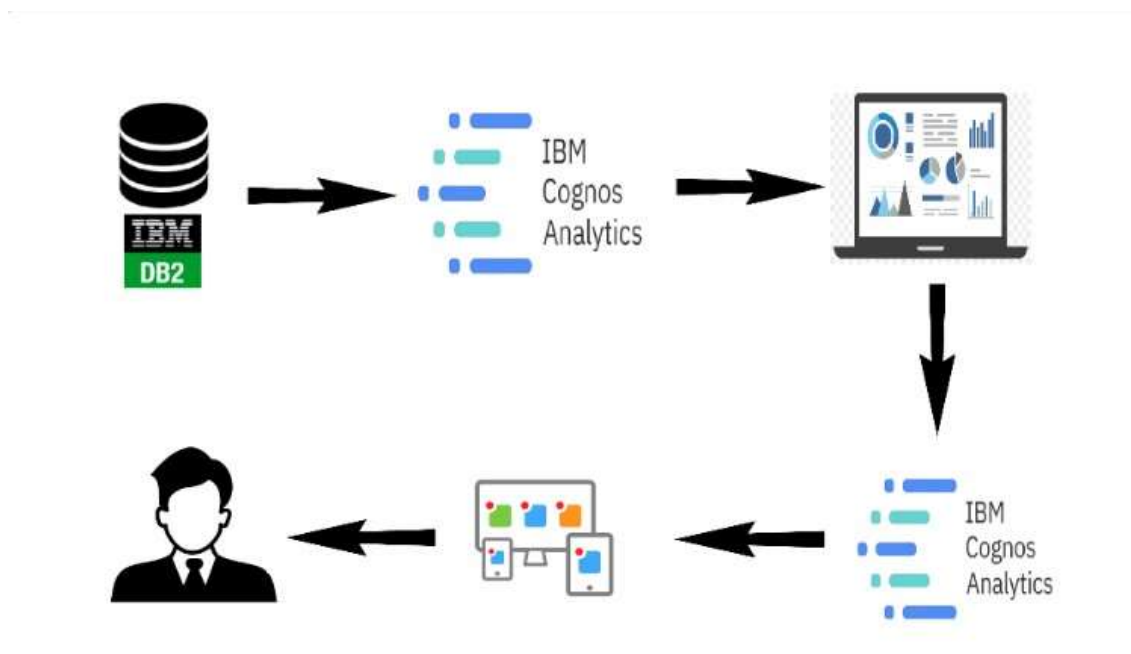 IBM
Cognos
Analytics
IBM
DB2
IBM
Cognos
Analytics